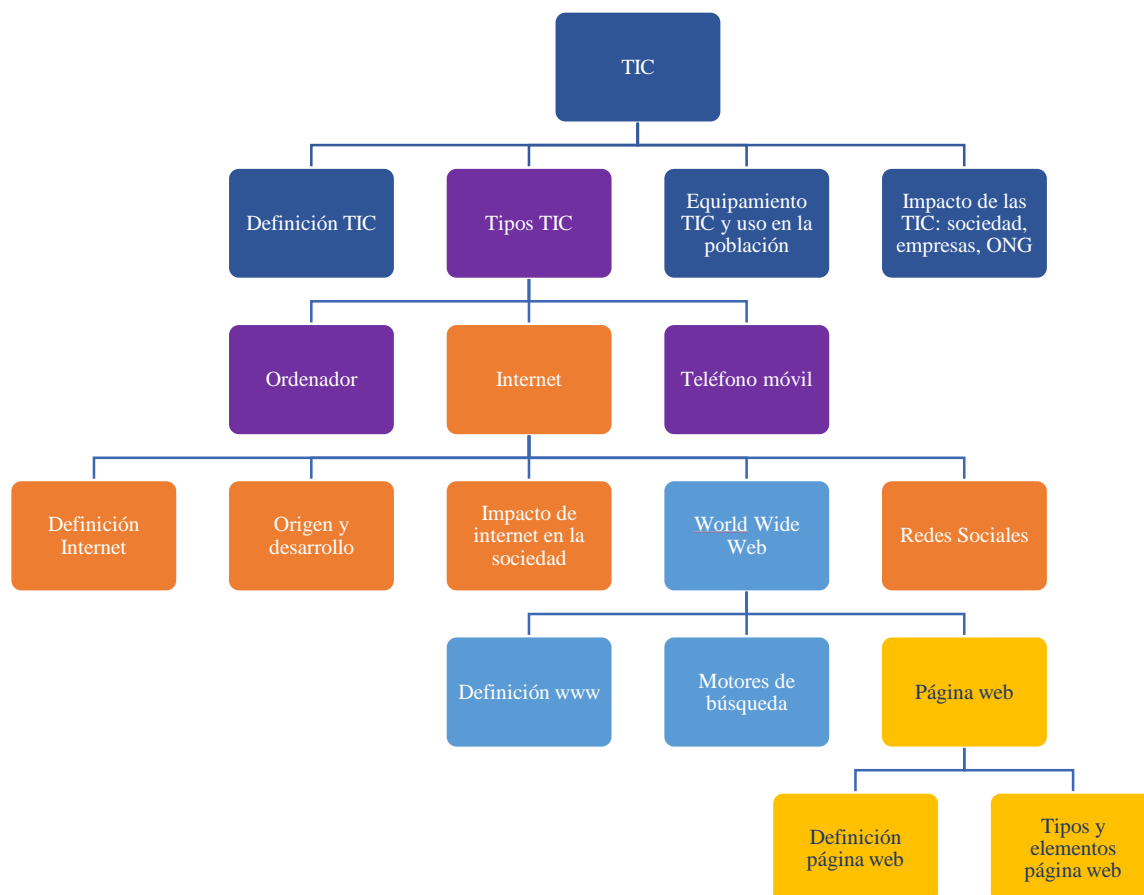 TIC
Definición TIC
Tipos TIC
Equipamiento
TIC y uso en la
población
Impacto de las
TIC: sociedad,
empresas, ONG
Ordenador
Internet
Teléfono móvil
Definición
Internet
Origen y
desarrollo
Impacto de
internet en la
sociedad
World Wide
Web
Redes Sociales
Definición www
Motores de
búsqueda
Página web
Definición
página web
Tipos y
elementos
página web